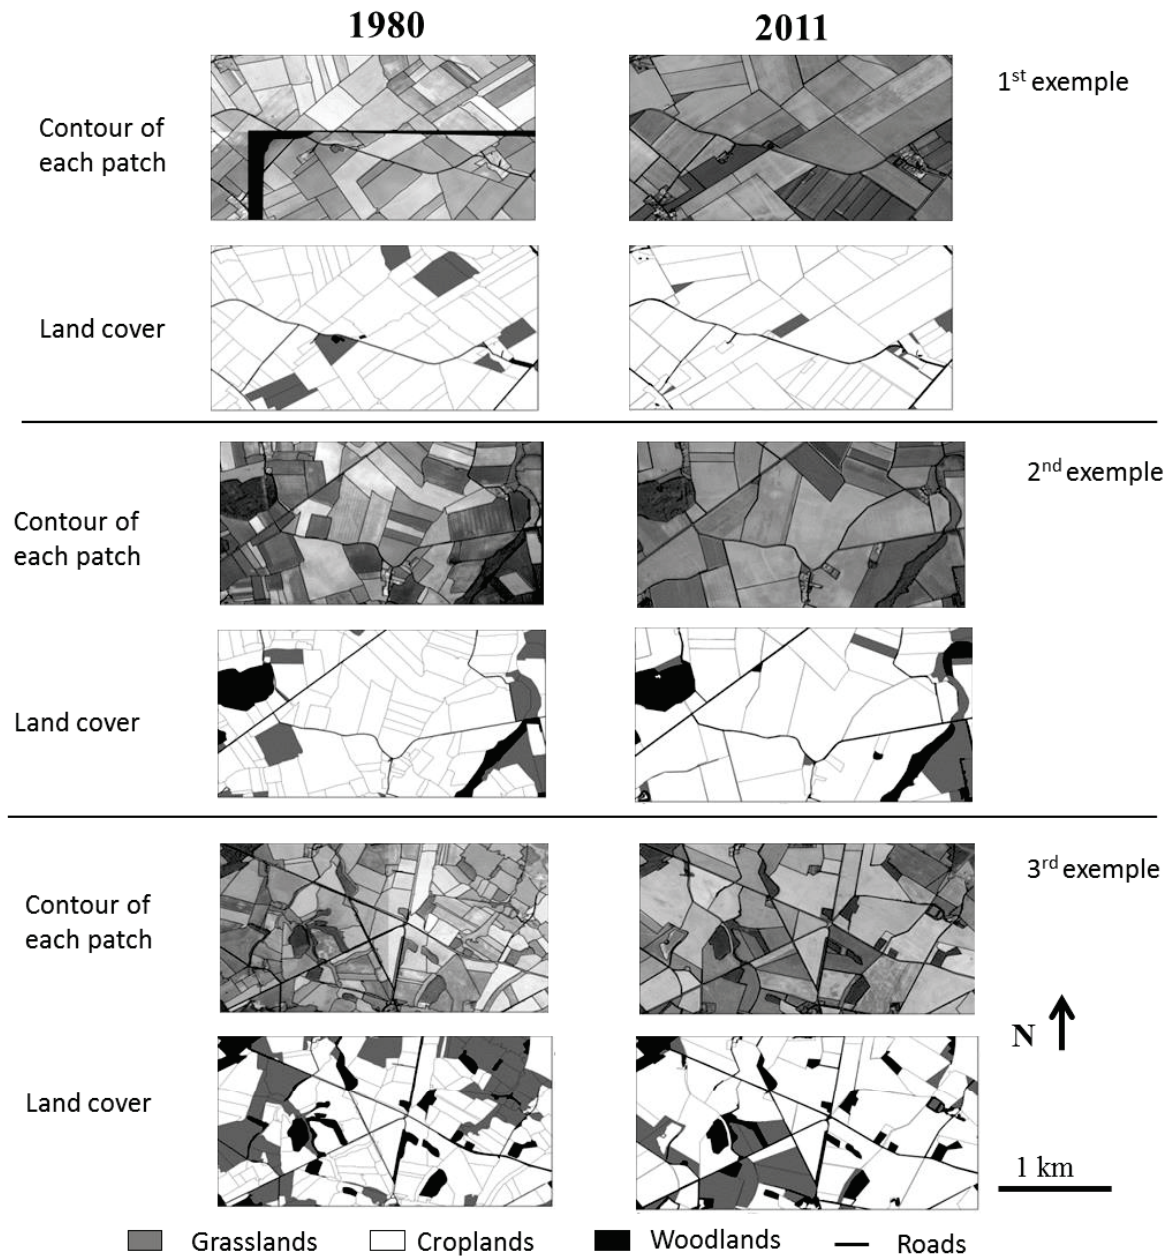 1980
2011
1st exemple
Contour of
each patch
Land cover
2nd exemple
Contour of
each patch
Land cover
3rd exemple
Contour of
each patch
N
Land cover
1 km
Grasslands
Croplands
Woodlands
Roads